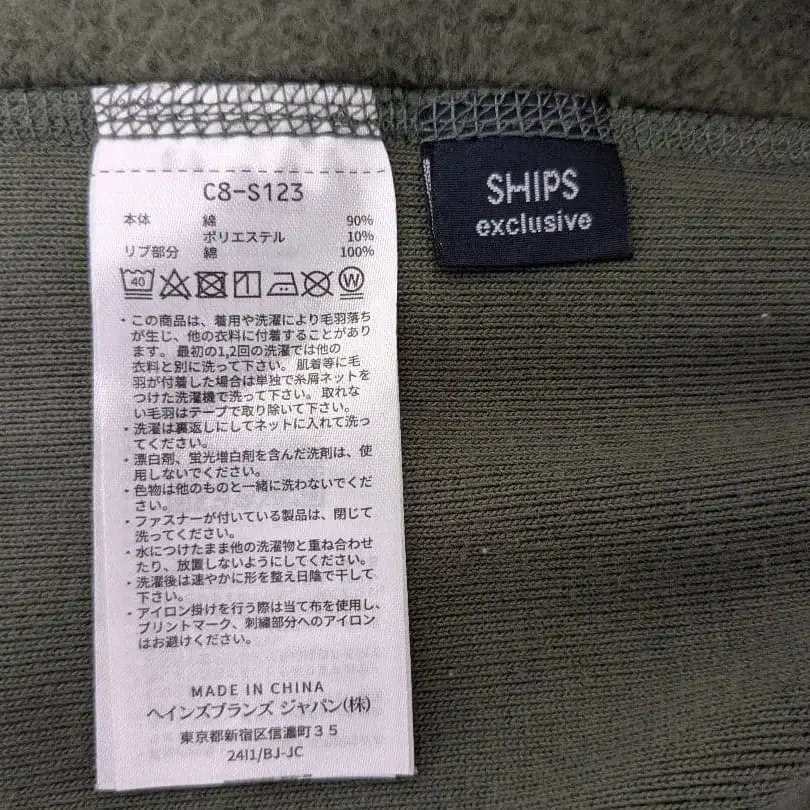 C8-S123
本体 綿 90%
ポリエステル 10%
リブ部分 綿 100%
40 W
・この商品は、着用や洗濯により毛羽落ち
が生じ、他の衣料に付着することがあり
ます。最初の1,2回の洗濯では他の
衣料と別に洗って下さい。肌着等に毛
羽が付着した場合は単独で糸屑ネットを
つけた洗濯機で洗って下さい。取れな
い毛羽はテープで取り除いて下さい。
・洗濯は裏返しにしてネットに入れて洗っ
てください。
・漂白剤、蛍光増白剤を含んだ洗剤は、使
用しないでください。
・色物は他のものと一緒に洗わないでくだ
さい。
・ファスナーが付いている製品は、閉じて
洗ってください。
・水につけたまま他の洗濯物と重ね合わせ
たり、放置しないようにしてください。
・洗濯後は速やかに形を整え日陰で干して
下さい。
・アイロン掛けを行う際は当て布を使用し、
プリントマーク、刺繍部分へのアイロン
はお避けください。
MADE IN CHINA
ヘインズブランズ ジャパン(株)
東京都新宿区信濃町35
24I1/BJ-JC
SHIPS
exclusive